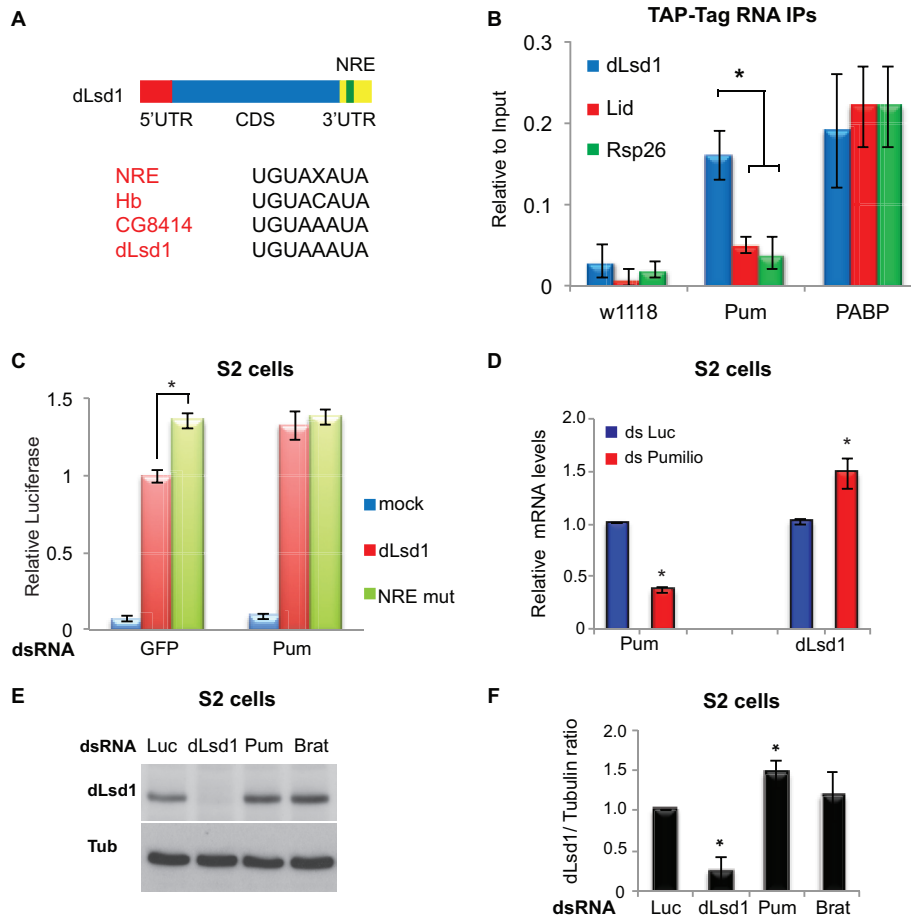 A
NRE
dLsd1
5'UTR CDS 3'UTR
NRE UGUAXAUA
Hb UGUACAUA
CG8414 UGUAAAUA
dLsd1 UGUAAAUA
B
TAP-Tag RNA IPs
Relative to Input
0.3
0.2
0.1
0
dLsd1
Lid
Rsp26
*
w1118 Pum PABP
C
S2 cells
Relative Luciferase
1.5
1
0.5
0
*
mock
dLsd1
NRE mut
dsRNA GFP Pum
D
S2 cells
Relative mRNA levels
2.0
1.5
1.0
0.5
0
ds Luc
ds Pumilio
*
*
Pum dLsd1
E
S2 cells
dsRNA Luc dLsd1 Pum Brat
dLsd1
Tub
F
S2 cells
dLsd1/ Tubulin ratio
2.0
1.5
1.0
0.5
0
*
*
dsRNA Luc dLsd1 Pum Brat